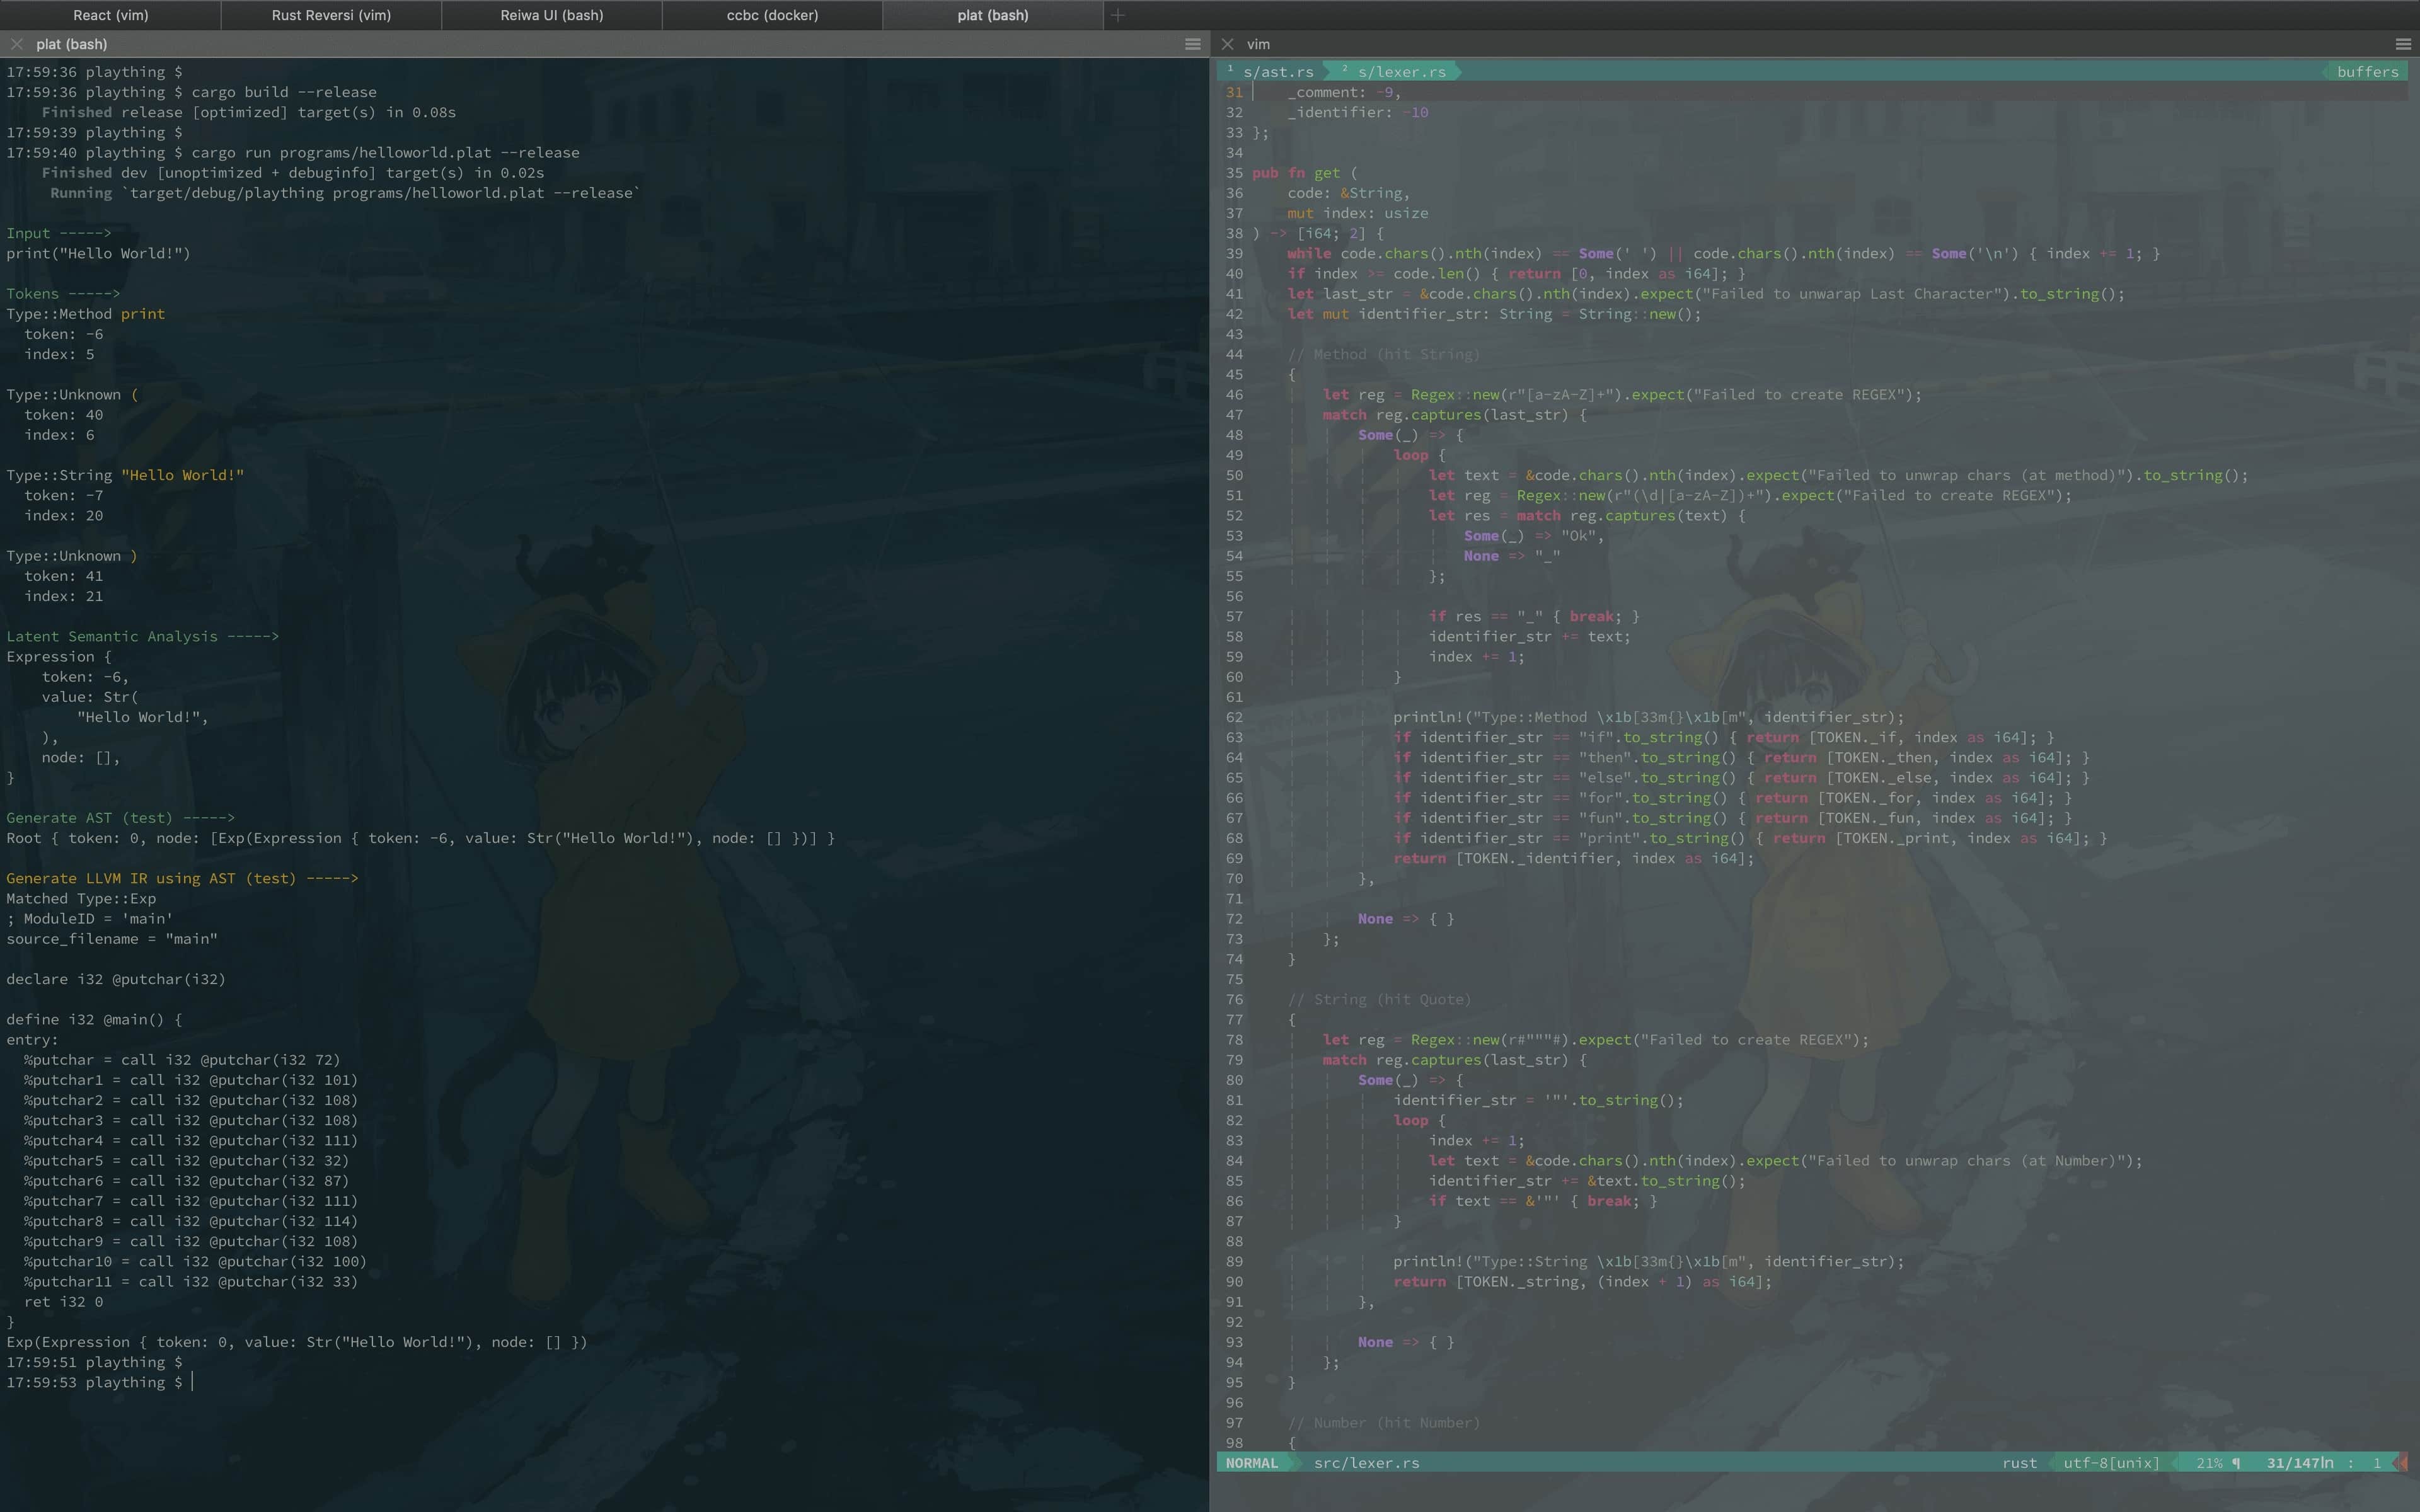 React (vim)
Rust Reversi (vim)
Reiwa UI (bash)
ccbc (docker)
plat (bash)
plat (bash)
17:59:36 plaything $
17:59:36 plaything $ cargo build --release
    Finished release [optimized] target(s) in 0.08s
17:59:39 plaything $
17:59:40 plaything $ cargo run programs/helloworld.plat --release
    Finished dev [unoptimized + debuginfo] target(s) in 0.02s
     Running `target/debug/plaything programs/helloworld.plat --release`
Input ----->
print("Hello World!")
Tokens ----->
Type::Method print
  token: -6
  index: 5
Type::Unknown (
  token: 40
  index: 6
Type::String "Hello World!"
  token: -7
  index: 20
Type::Unknown )
  token: 41
  index: 21
Latent Semantic Analysis ----->
Expression {
    token: -6,
    value: Str(
        "Hello World!",
    ),
    node: [],
}
Generate AST (test) ----->
Root { token: 0, node: [Exp(Expression { token: -6, value: Str("Hello World!"), node: [] })] }
Generate LLVM IR using AST (test) ----->
Matched Type::Exp
; ModuleID = 'main'
source_filename = "main"
declare i32 @putchar(i32)
define i32 @main() {
entry:
  %putchar = call i32 @putchar(i32 72)
  %putchar1 = call i32 @putchar(i32 101)
  %putchar2 = call i32 @putchar(i32 108)
  %putchar3 = call i32 @putchar(i32 108)
  %putchar4 = call i32 @putchar(i32 111)
  %putchar5 = call i32 @putchar(i32 32)
  %putchar6 = call i32 @putchar(i32 87)
  %putchar7 = call i32 @putchar(i32 111)
  %putchar8 = call i32 @putchar(i32 114)
  %putchar9 = call i32 @putchar(i32 108)
  %putchar10 = call i32 @putchar(i32 100)
  %putchar11 = call i32 @putchar(i32 33)
  ret i32 0
}
Exp(Expression { token: 0, value: Str("Hello World!"), node: [] })
17:59:51 plaything $
17:59:53 plaything $
vim
1 s/ast.rs 2 s/lexer.rs buffers
31     _comment: -9,
32     _identifier: -10
33 };
34
35 pub fn get (
36     code: &String,
37     mut index: usize
38 ) -> [i64; 2] {
39     while code.chars().nth(index) == Some(' ') || code.chars().nth(index) == Some('\n') { index += 1; }
40     if index >= code.len() { return [0, index as i64]; }
41     let last_str = &code.chars().nth(index).expect("Failed to unwarap Last Character").to_string();
42     let mut identifier_str: String = String::new();
43
44     // Method (hit String)
45     {
46         let reg = Regex::new(r"[a-zA-Z]+").expect("Failed to create REGEX");
47         match reg.captures(last_str) {
48             Some(_) => {
49                 loop {
50                     let text = &code.chars().nth(index).expect("Failed to unwrap chars (at method)").to_string();
51                     let reg = Regex::new(r"(\d|[a-zA-Z])+").expect("Failed to create REGEX");
52                     let res = match reg.captures(text) {
53                         Some(_) => "Ok",
54                         None => "_"
55                     };
56
57                     if res == "_" { break; }
58                     identifier_str += text;
59                     index += 1;
60                 }
61
62                 println!("Type::Method \x1b[33m{}\x1b[m", identifier_str);
63                 if identifier_str == "if".to_string() { return [TOKEN._if, index as i64]; }
64                 if identifier_str == "then".to_string() { return [TOKEN._then, index as i64]; }
65                 if identifier_str == "else".to_string() { return [TOKEN._else, index as i64]; }
66                 if identifier_str == "for".to_string() { return [TOKEN._for, index as i64]; }
67                 if identifier_str == "fun".to_string() { return [TOKEN._fun, index as i64]; }
68                 if identifier_str == "print".to_string() { return [TOKEN._print, index as i64]; }
69                 return [TOKEN._identifier, index as i64];
70             },
71
72             None => { }
73         };
74     }
75
76     // String (hit Quote)
77     {
78         let reg = Regex::new(r#"""#).expect("Failed to create REGEX");
79         match reg.captures(last_str) {
80             Some(_) => {
81                 identifier_str = '"'.to_string();
82                 loop {
83                     index += 1;
84                     let text = &code.chars().nth(index).expect("Failed to unwrap chars (at Number)");
85                     identifier_str += &text.to_string();
86                     if text == &'"' { break; }
87                 }
88
89                 println!("Type::String \x1b[33m{}\x1b[m", identifier_str);
90                 return [TOKEN._string, (index + 1) as i64];
91             },
92
93             None => { }
94         };
95     }
96
97     // Number (hit Number)
98     {
NORMAL src/lexer.rs rust utf-8[unix] 21% ¶ 31/147ln : 1